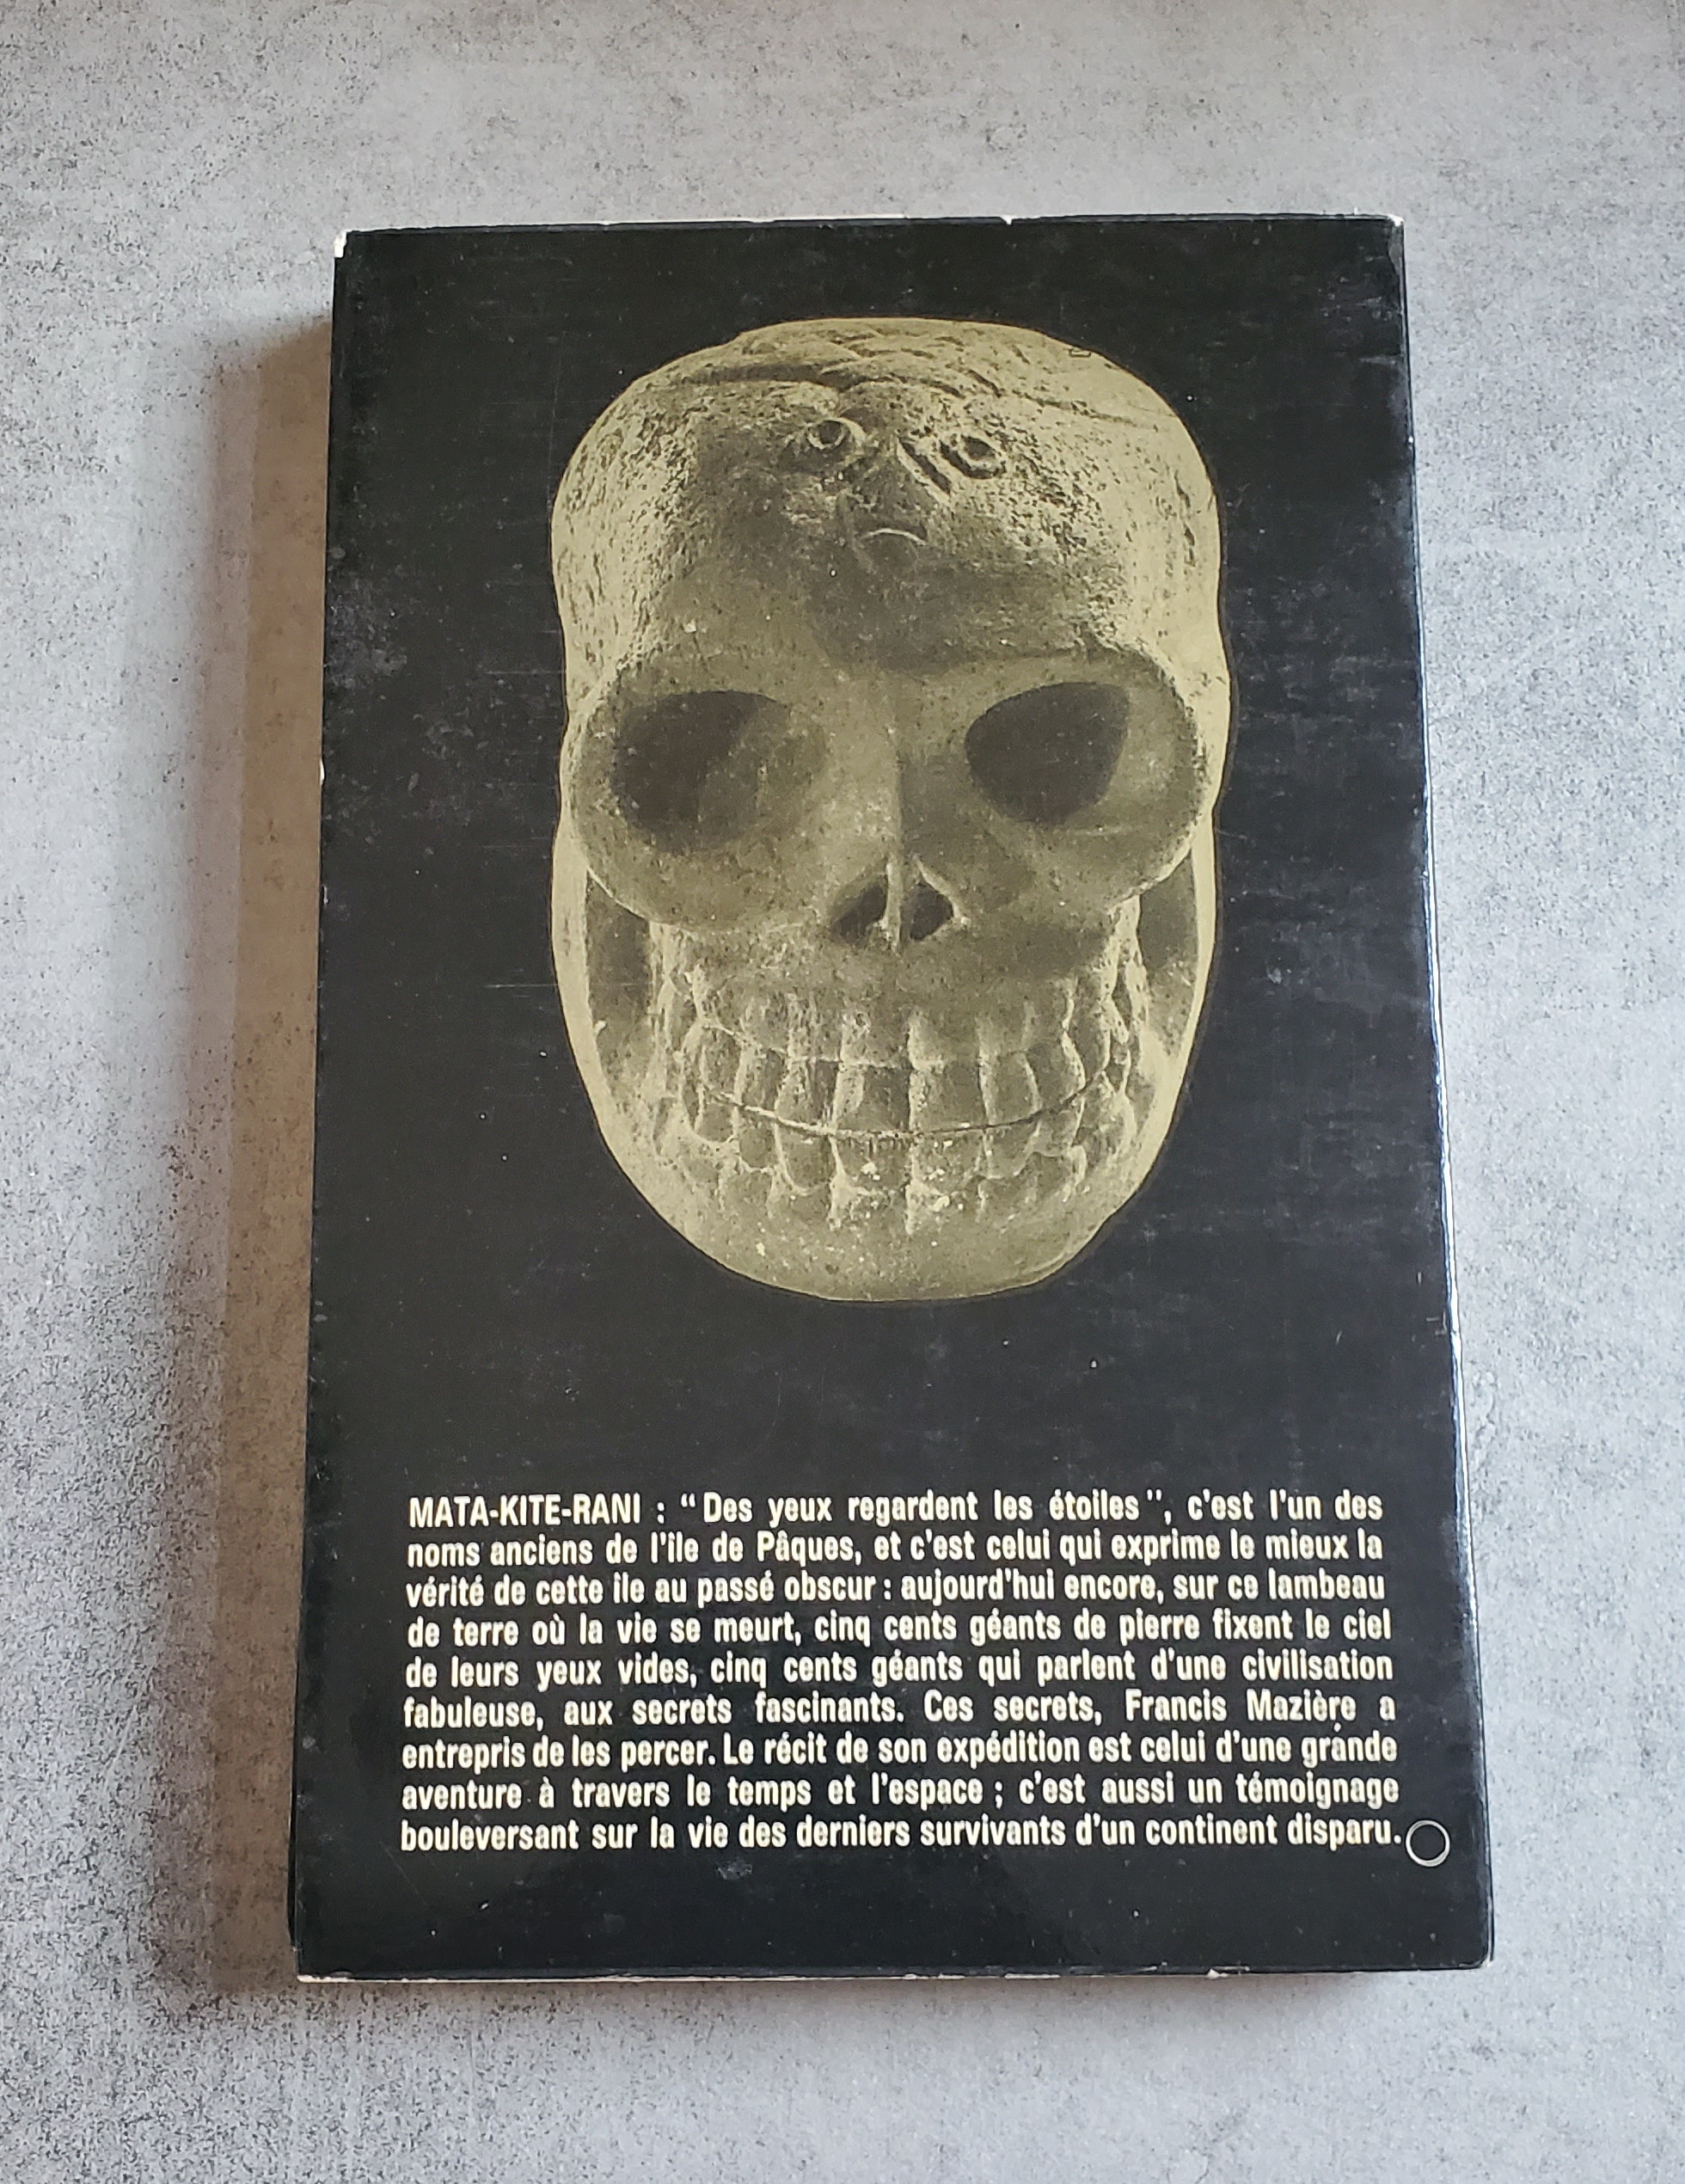 MATA-KITE-RANI : “Des yeux regardent les étoiles”, c'est l'un des
noms anciens de l'île de Pâques, et c'est celui qui exprime le mieux la
vérité de cette île au passé obscur : aujourd'hui encore, sur ce lambeau
de terre où la vie se meurt, cinq cents géants de pierre fixent le ciel
de leurs yeux vides, cinq cents géants qui parlent d'une civilisation
fabuleuse, aux secrets fascinants. Ces secrets, Francis Mazière a
entrepris de les percer. Le récit de son expédition est celui d'une grande
aventure à travers le temps et l'espace ; c'est aussi un témoignage
bouleversant sur la vie des derniers survivants d'un continent disparu.